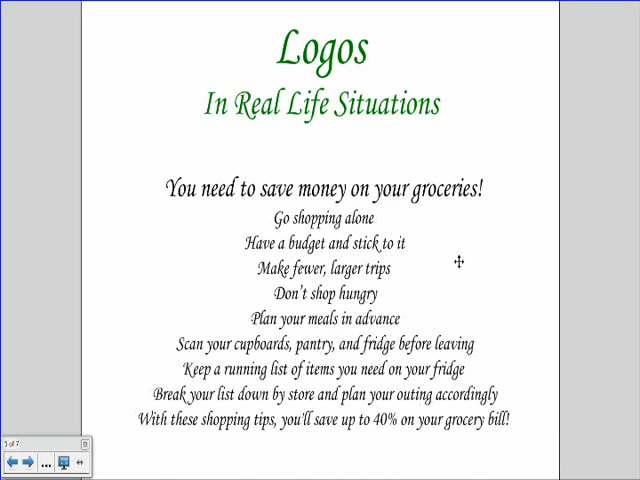 Logos
In Real Life Situations
You need to save money on your groceries!
Go shopping alone
Have a budget and stick to it
Make fewer, larger trips
Don't shop hungry
Plan your meals in advance
Scan your cupboards, pantry, and fridge before leaving
Keep a running list of items you need on your fridge
Break your list down by store and plan your outing accordingly
With these shopping tips, you'll save up to 40% on your grocery bill!
5 of 7